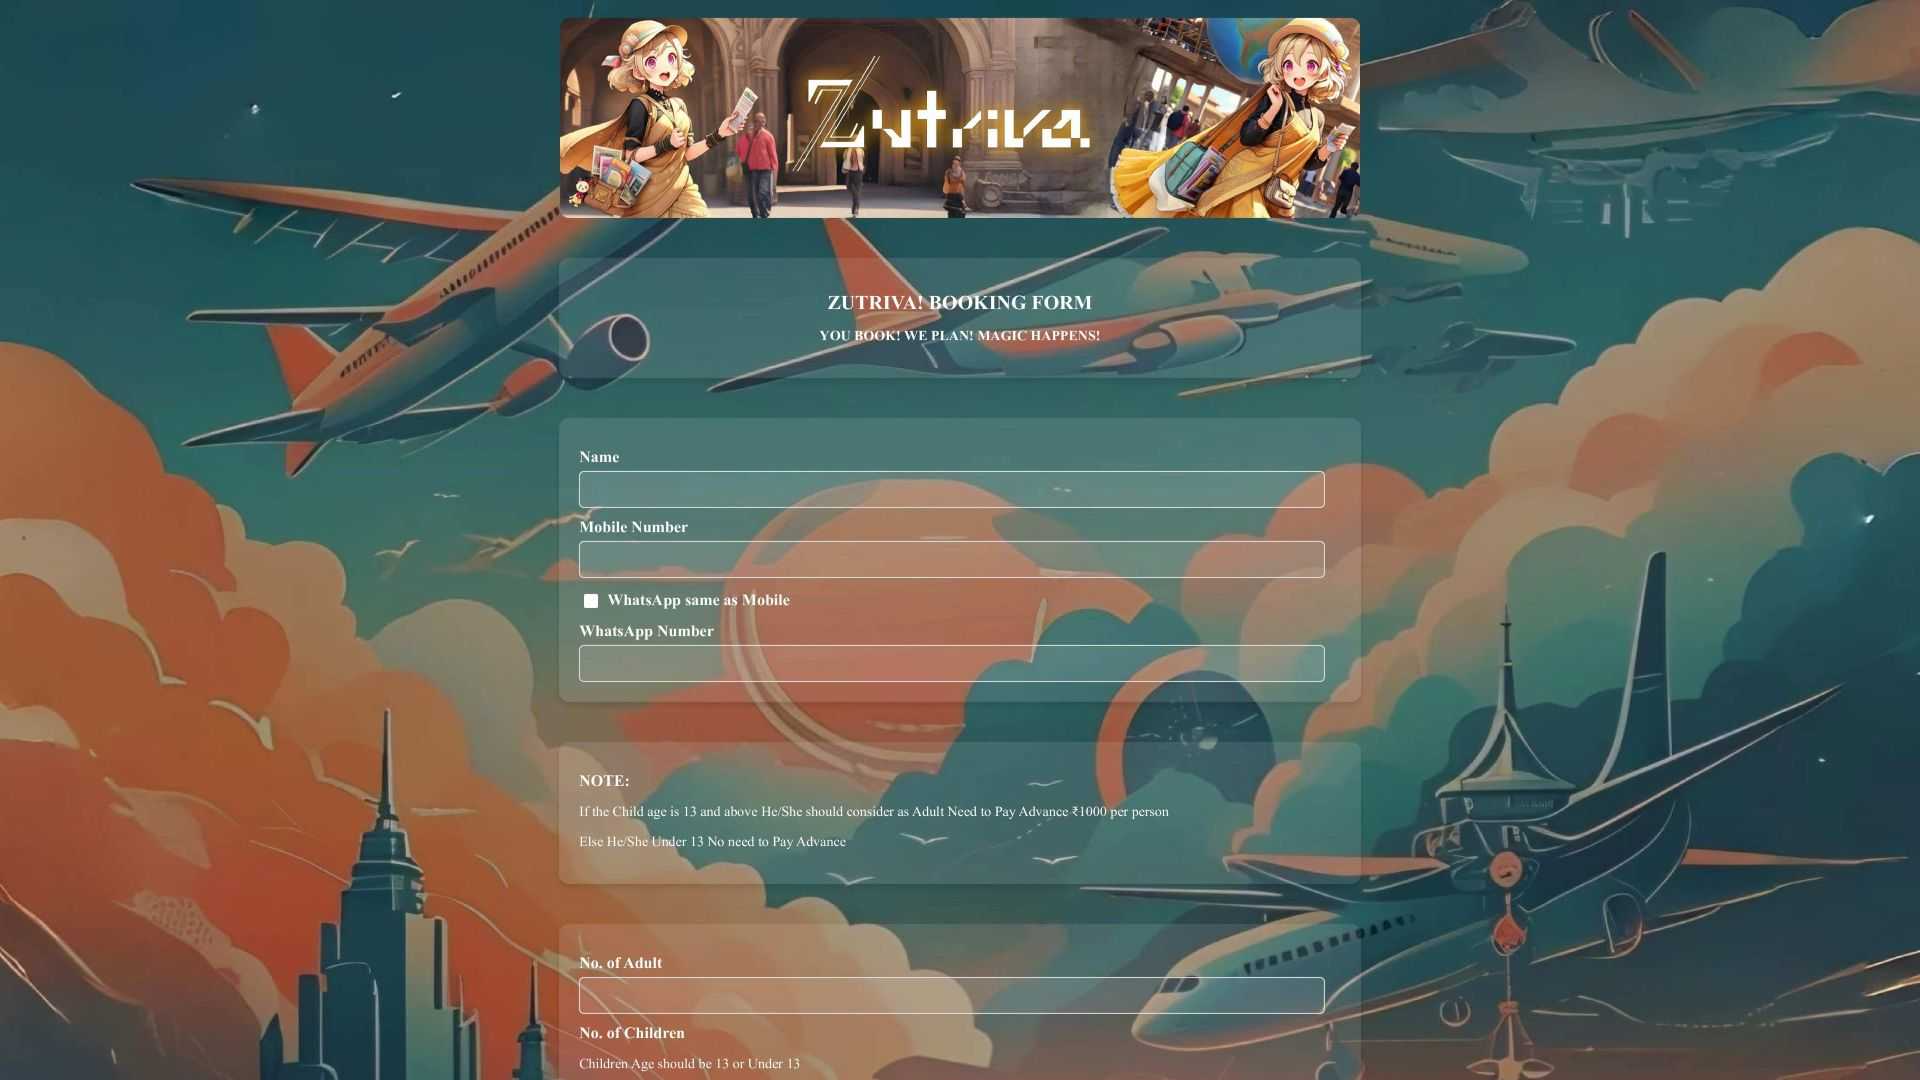 Zutriva.
ZUTRIVA! BOOKING FORM
YOU BOOK! WE PLAN! MAGIC HAPPENS!
Name
Mobile Number
WhatsApp same as Mobile
WhatsApp Number
NOTE:
If the Child age is 13 and above He/She should consider as Adult Need to Pay Advance ₹1000 per person
Else He/She Under 13 No need to Pay Advance
No. of Adult
No. of Children
Children Age should be 13 or Under 13